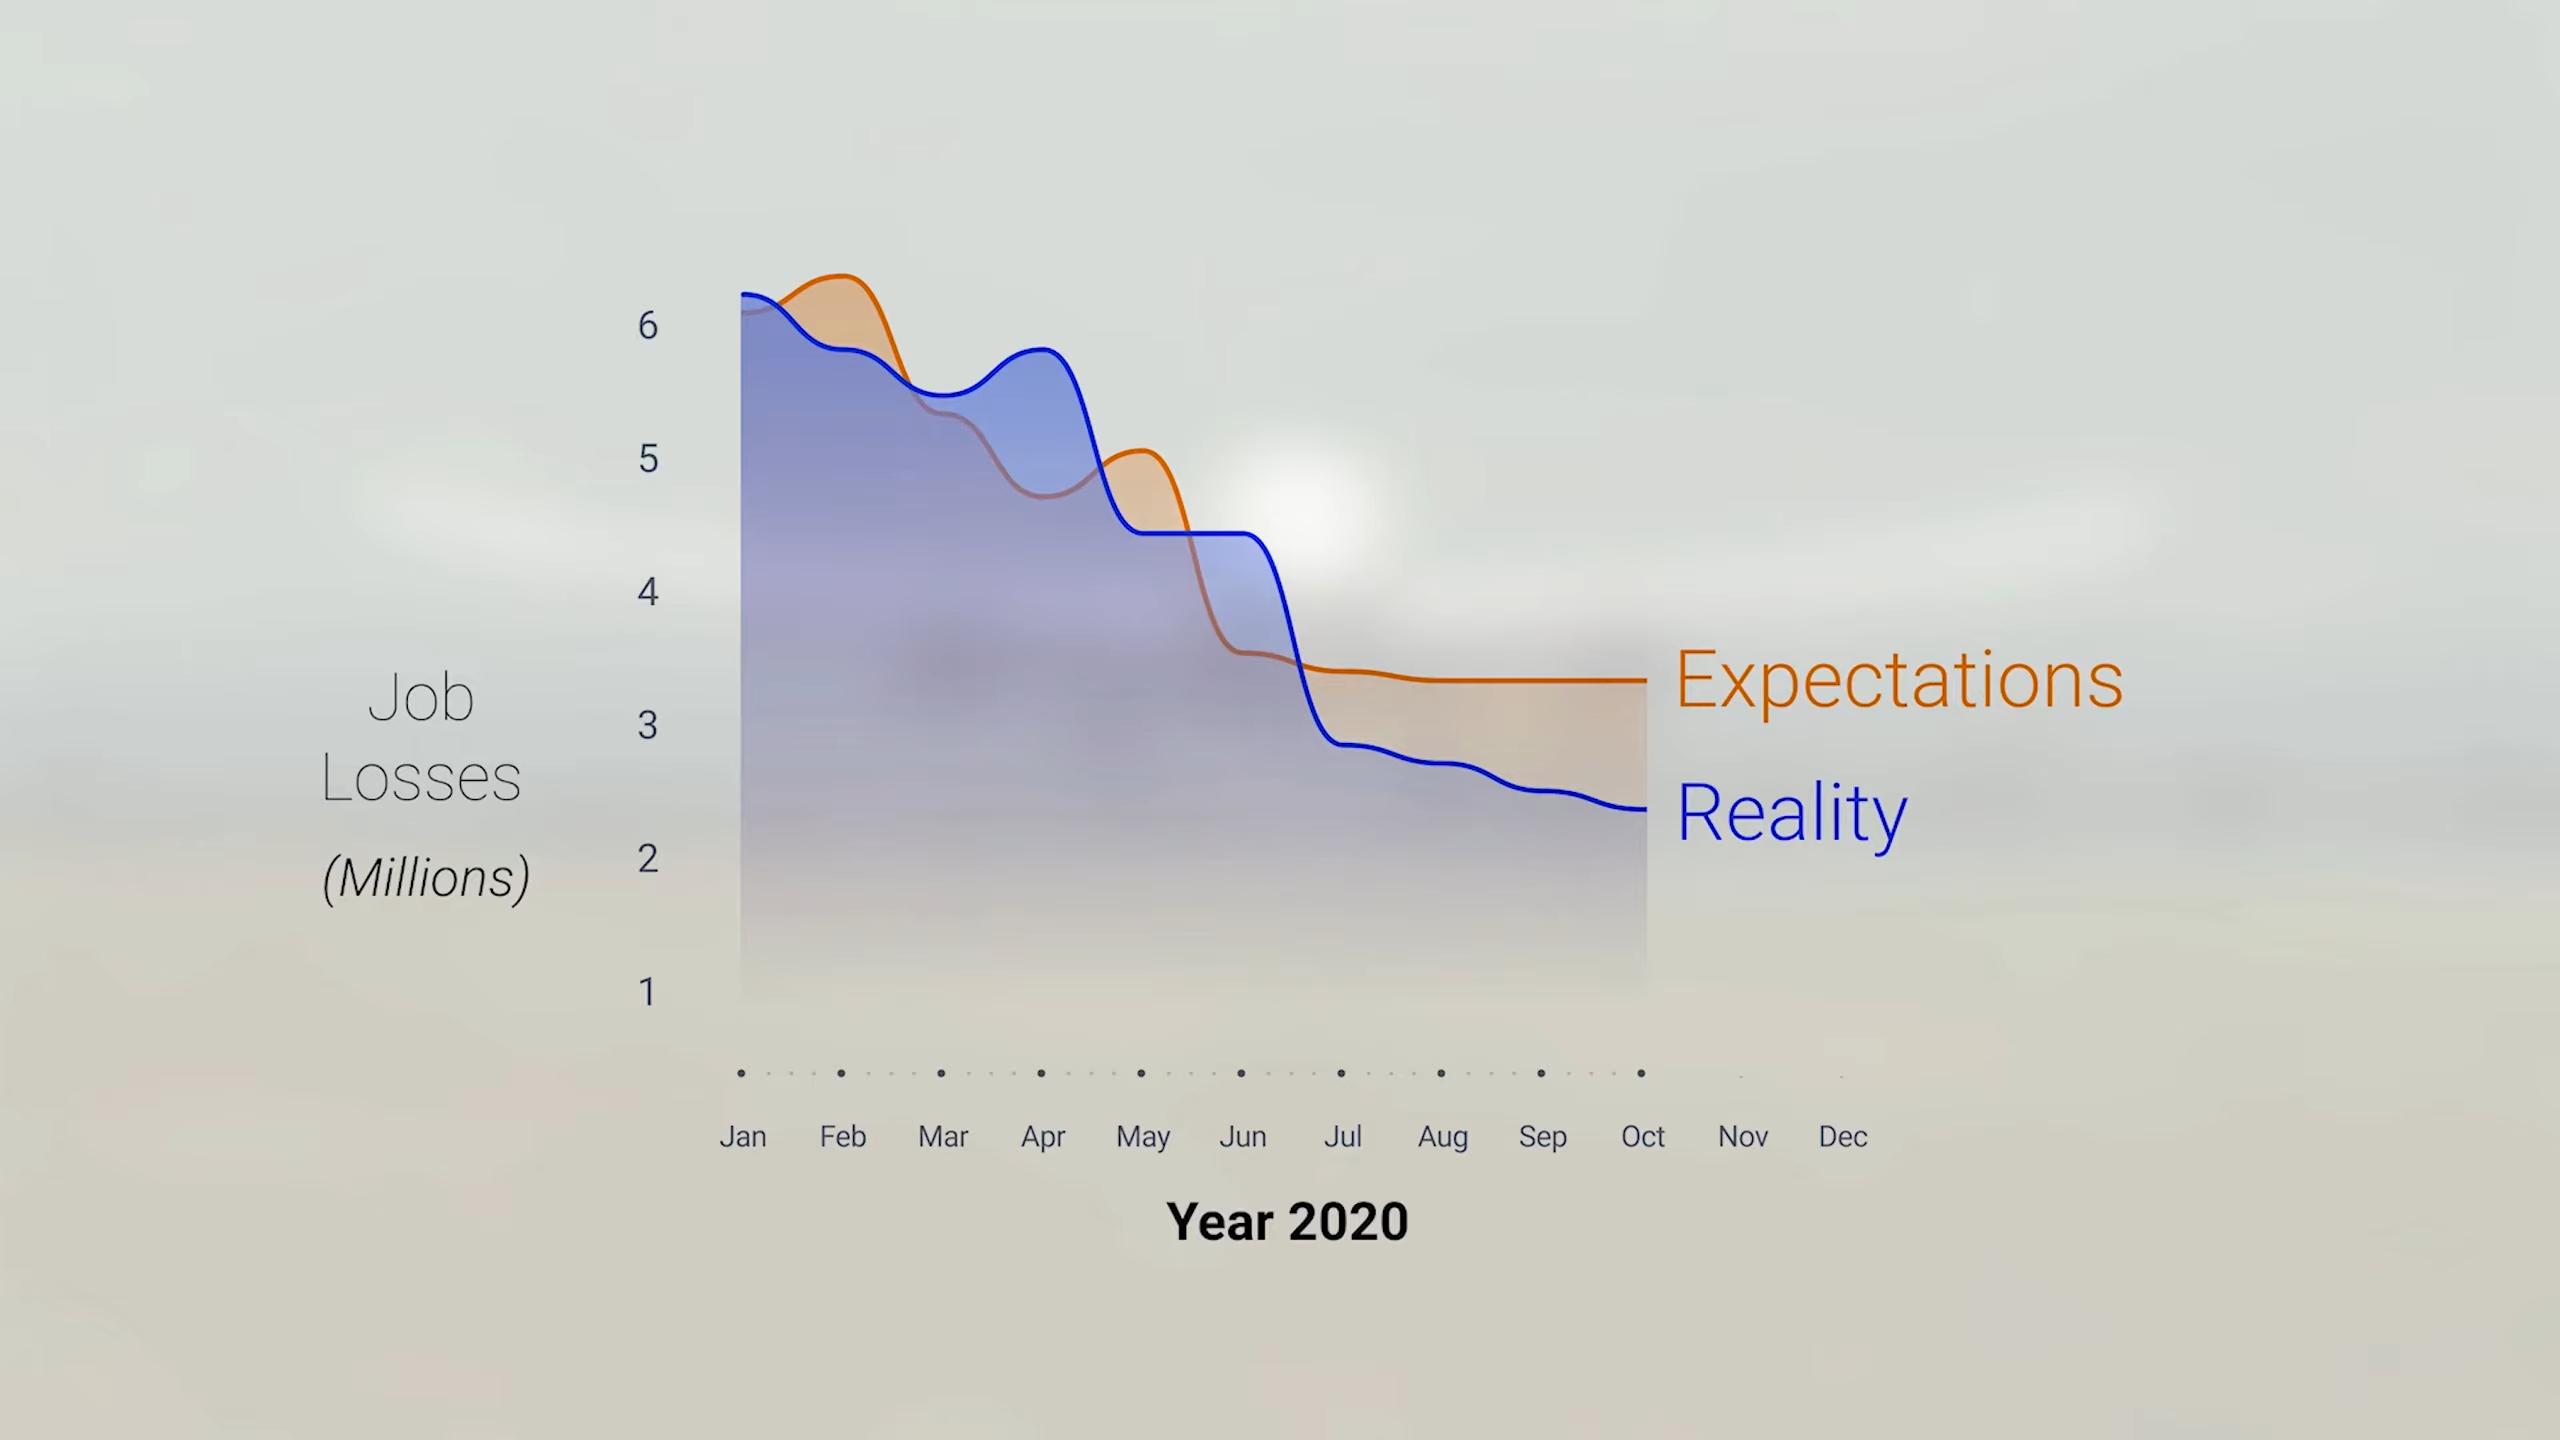 6
5
4
3
2
1
Job
Losses
(Millions)
Expectations
Reality
Jan Feb Mar Apr May Jun Jul Aug Sep Oct Nov Dec
Year 2020